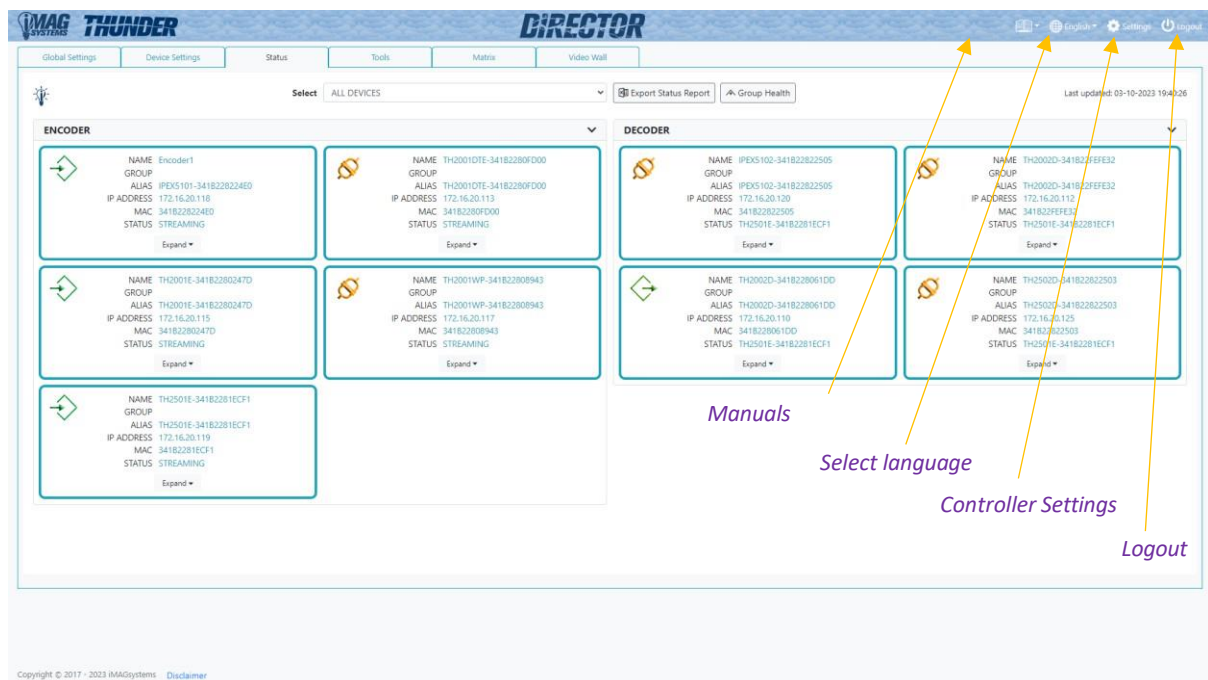 iMAG SYSTEMS THUNDER DiRECTOR English Settings Logout
Global Settings Device Settings Status Tools Matrix Video Wall
Select ALL DEVICES Export Status Report Group Health Last updated: 03-10-2023 19:40:26
ENCODER
NAME Encoder1
GROUP
ALIAS IPEX5101-341B228224E0
IP ADDRESS 172.16.20.118
MAC 341B228224E0
STATUS STREAMING
Expand
NAME TH2001DTE-341B2280FD00
GROUP
ALIAS TH2001DTE-341B2280FD00
IP ADDRESS 172.16.20.113
MAC 341B2280FD00
STATUS STREAMING
Expand
NAME TH2001E-341B2280247D
GROUP
ALIAS TH2001E-341B2280247D
IP ADDRESS 172.16.20.115
MAC 341B2280247D
STATUS STREAMING
Expand
NAME TH2001WP-341B22808943
GROUP
ALIAS TH2001WP-341B22808943
IP ADDRESS 172.16.20.117
MAC 341B22808943
STATUS STREAMING
Expand
NAME TH2501E-341B2281ECF1
GROUP
ALIAS TH2501E-341B2281ECF1
IP ADDRESS 172.16.20.119
MAC 341B2281ECF1
STATUS STREAMING
Expand
DECODER
NAME IPEX5102-341B22822505
GROUP
ALIAS IPEX5102-341B22822505
IP ADDRESS 172.16.20.120
MAC 341B22822505
STATUS TH2501E-341B2281ECF1
Expand
NAME TH2002D-341B22FEFE32
GROUP
ALIAS TH2002D-341B22FEFE32
IP ADDRESS 172.16.20.112
MAC 341B22FEFE32
STATUS TH2501E-341B2281ECF1
Expand
NAME TH2002D-341B228061DD
GROUP
ALIAS TH2002D-341B228061DD
IP ADDRESS 172.16.20.110
MAC 341B228061DD
STATUS TH2501E-341B2281ECF1
Expand
NAME TH2502D-341B22822503
GROUP
ALIAS TH2502D-341B22822503
IP ADDRESS 172.16.20.125
MAC 341B22822503
STATUS TH2501E-341B2281ECF1
Expand
Manuals
Select language
Controller Settings
Logout
Copyright © 2017 - 2023 iMAGsystems Disclaimer